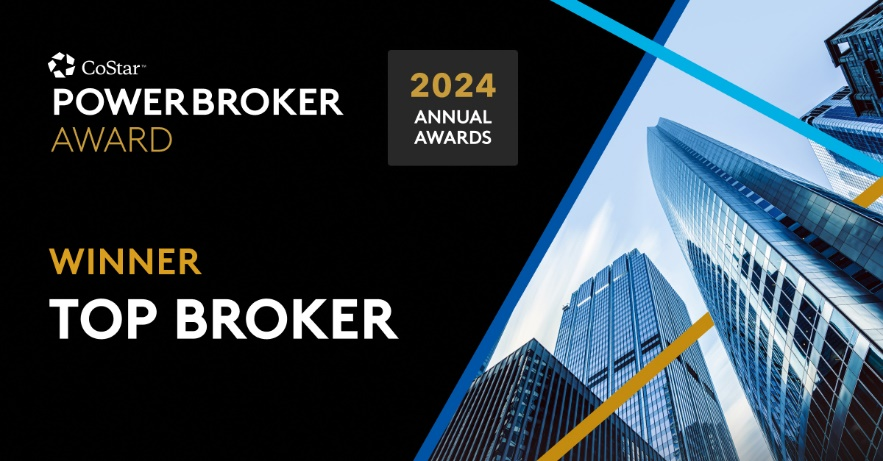 CoStar™
POWERBROKER
AWARD
2024
ANNUAL
AWARDS
WINNER
TOP BROKER